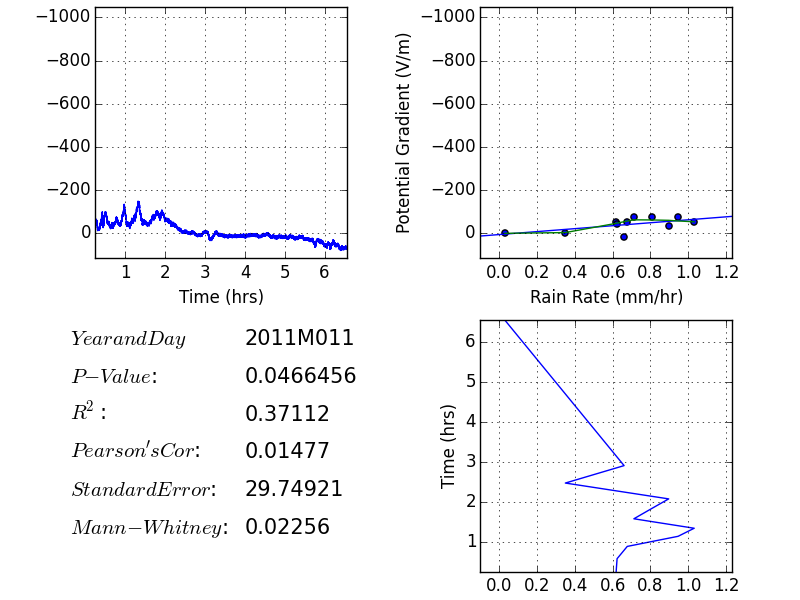 −1000
−800
−600
−400
−200
0
1 2 3 4 5 6
Time (hrs)
Potential Gradient (V/m)
−1000
−800
−600
−400
−200
0
0.0 0.2 0.4 0.6 0.8 1.0 1.2
Rain Rate (mm/hr)
YearandDay 2011M011
P−Value: 0.0466456
R²: 0.37112
Pearson'sCor: 0.01477
StandardError: 29.74921
Mann−Whitney: 0.02256
Time (hrs)
6
5
4
3
2
1
0.0 0.2 0.4 0.6 0.8 1.0 1.2